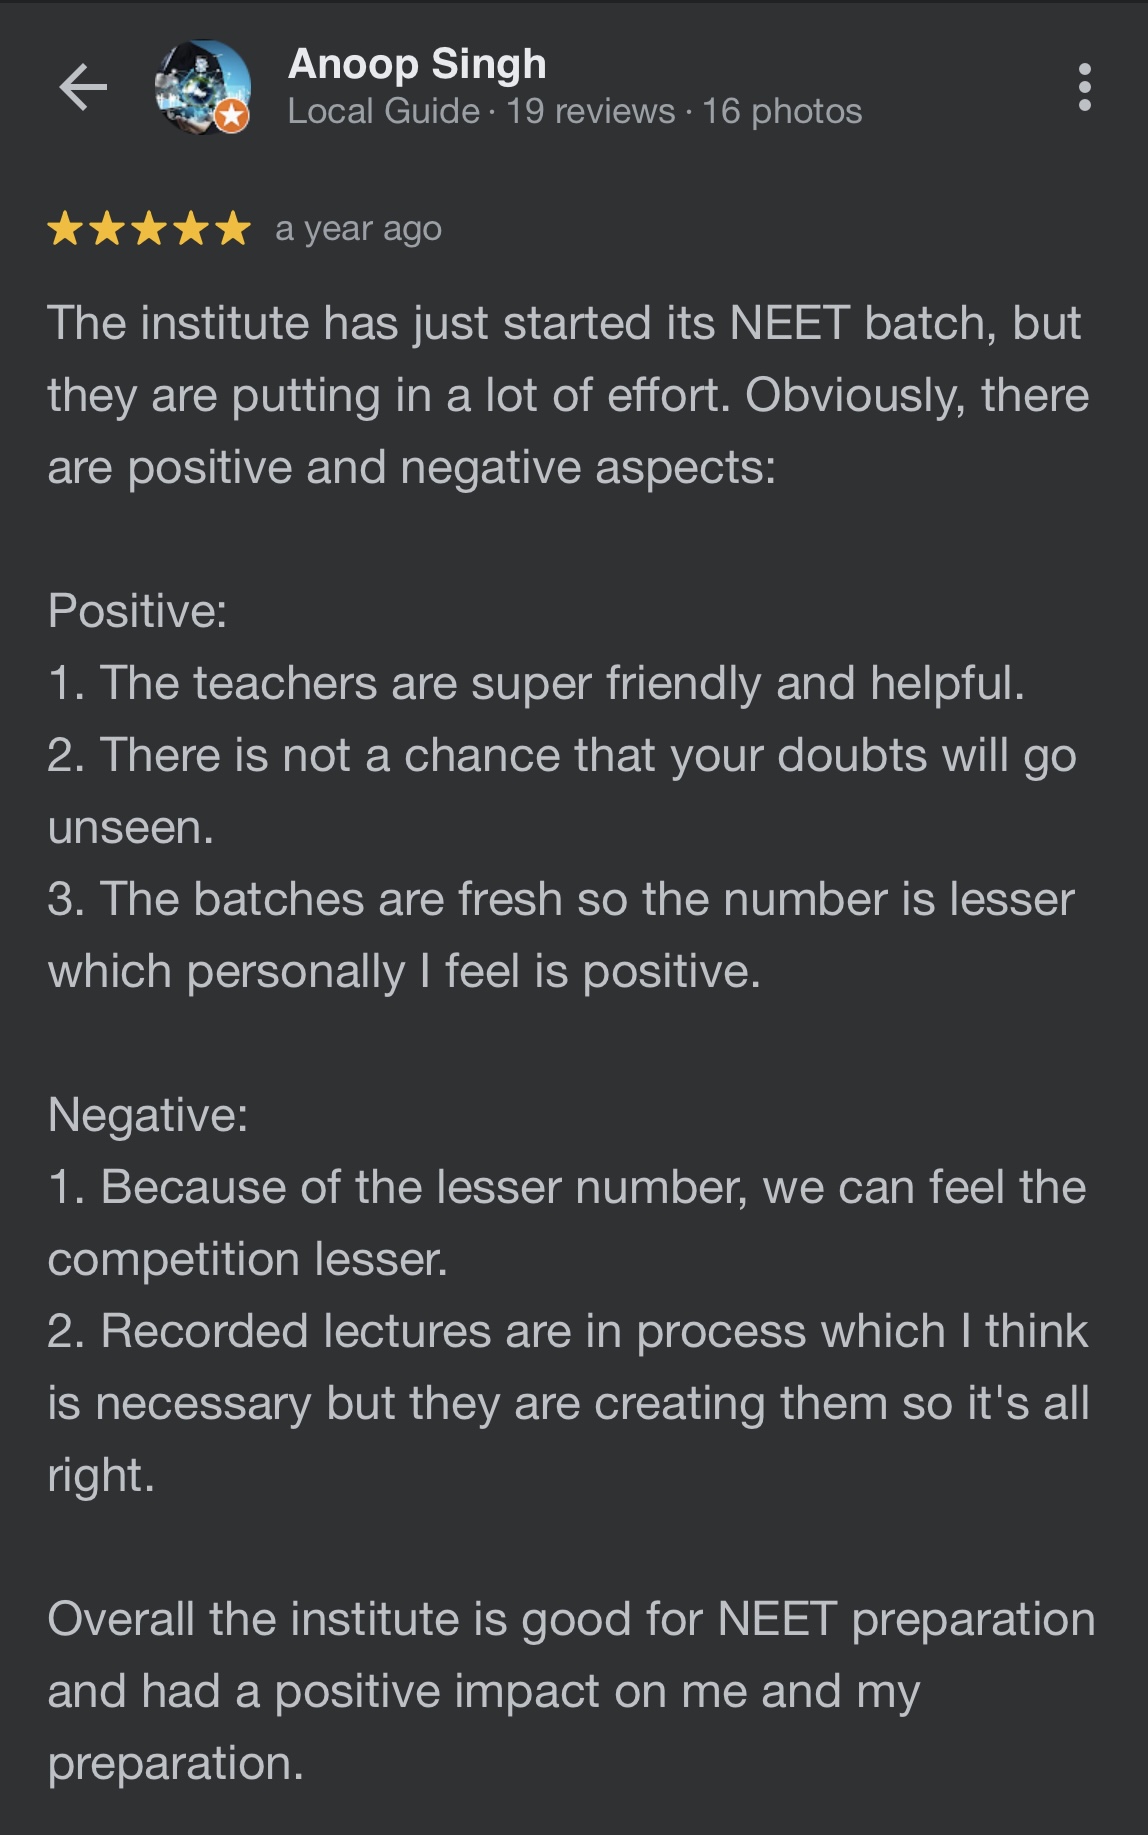 Anoop Singh
Local Guide · 19 reviews · 16 photos
a year ago
The institute has just started its NEET batch, but
they are putting in a lot of effort. Obviously, there
are positive and negative aspects:
Positive:
1. The teachers are super friendly and helpful.
2. There is not a chance that your doubts will go
unseen.
3. The batches are fresh so the number is lesser
which personally I feel is positive.
Negative:
1. Because of the lesser number, we can feel the
competition lesser.
2. Recorded lectures are in process which I think
is necessary but they are creating them so it's all
right.
Overall the institute is good for NEET preparation
and had a positive impact on me and my
preparation.